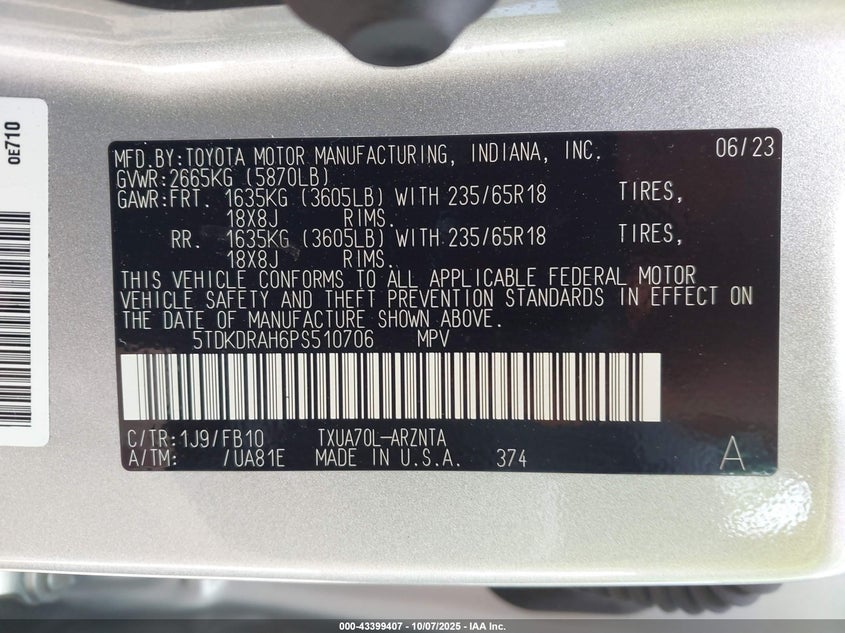 0E710
MFD.BY:TOYOTA MOTOR MANUFACTURING, INDIANA, INC. 06/23
GVWR:2665KG (5870LB)
GAWR:FRT. 1635KG (3605LB) WITH 235/65R18 TIRES,
18X8J RIMS.
RR. 1635KG (3605LB) WITH 235/65R18 TIRES,
18X8J RIMS.
THIS VEHICLE CONFORMS TO ALL APPLICABLE FEDERAL MOTOR
VEHICLE SAFETY AND THEFT PREVENTION STANDARDS IN EFFECT ON
THE DATE OF MANUFACTURE SHOWN ABOVE.
5TDKDRAH6PS510706 MPV
C/TR:1J9/FB10 TXUA70L-ARZNTA
A/TM: /UA81E MADE IN U.S.A. 374 A
000-43399407 - 10/07/2025 - IAA Inc.